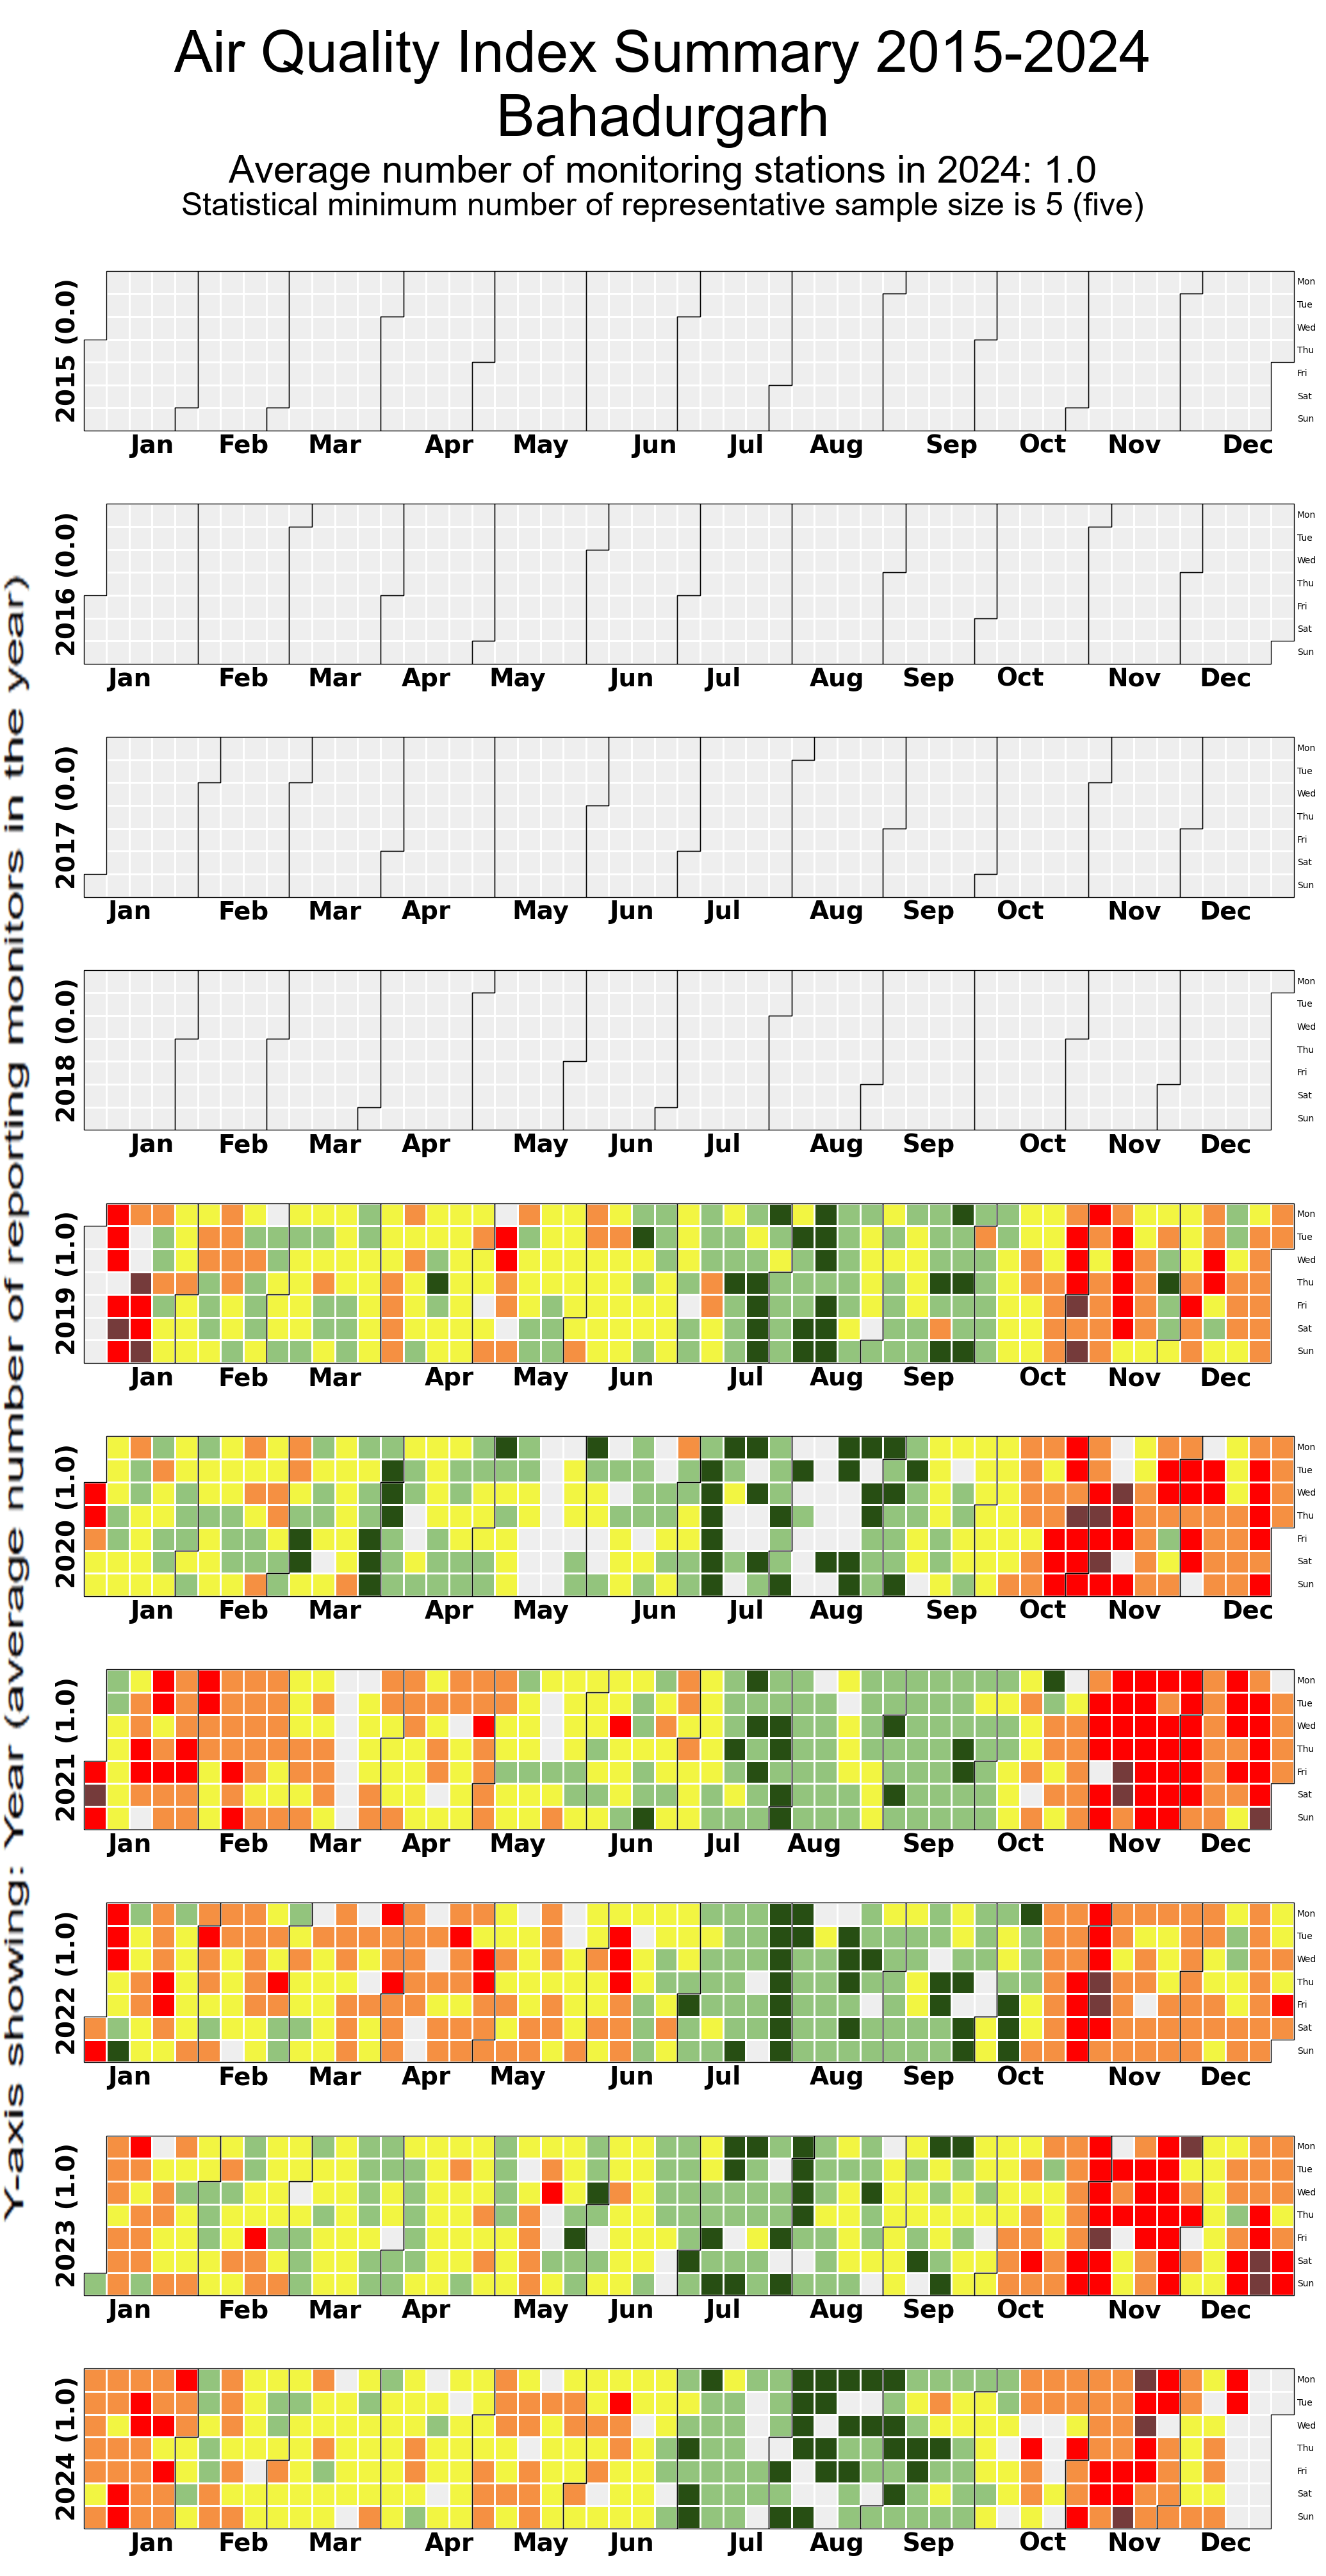 Air Quality Index Summary 2015-2024
Bahadurgarh
Average number of monitoring stations in 2024: 1.0
Statistical minimum number of representative sample size is 5 (five)
Y-axis showing: Year (average number of reporting monitors in the year)
2015 (0.0)
Mon
Tue
Wed
Thu
Fri
Sat
Sun
Jan Feb Mar Apr May Jun Jul Aug Sep Oct Nov Dec
2016 (0.0)
Mon
Tue
Wed
Thu
Fri
Sat
Sun
Jan Feb Mar Apr May Jun Jul Aug Sep Oct Nov Dec
2017 (0.0)
Mon
Tue
Wed
Thu
Fri
Sat
Sun
Jan Feb Mar Apr May Jun Jul Aug Sep Oct Nov Dec
2018 (0.0)
Mon
Tue
Wed
Thu
Fri
Sat
Sun
Jan Feb Mar Apr May Jun Jul Aug Sep Oct Nov Dec
2019 (1.0)
Mon
Tue
Wed
Thu
Fri
Sat
Sun
Jan Feb Mar Apr May Jun Jul Aug Sep Oct Nov Dec
2020 (1.0)
Mon
Tue
Wed
Thu
Fri
Sat
Sun
Jan Feb Mar Apr May Jun Jul Aug Sep Oct Nov Dec
2021 (1.0)
Mon
Tue
Wed
Thu
Fri
Sat
Sun
Jan Feb Mar Apr May Jun Jul Aug Sep Oct Nov Dec
2022 (1.0)
Mon
Tue
Wed
Thu
Fri
Sat
Sun
Jan Feb Mar Apr May Jun Jul Aug Sep Oct Nov Dec
2023 (1.0)
Mon
Tue
Wed
Thu
Fri
Sat
Sun
Jan Feb Mar Apr May Jun Jul Aug Sep Oct Nov Dec
2024 (1.0)
Mon
Tue
Wed
Thu
Fri
Sat
Sun
Jan Feb Mar Apr May Jun Jul Aug Sep Oct Nov Dec